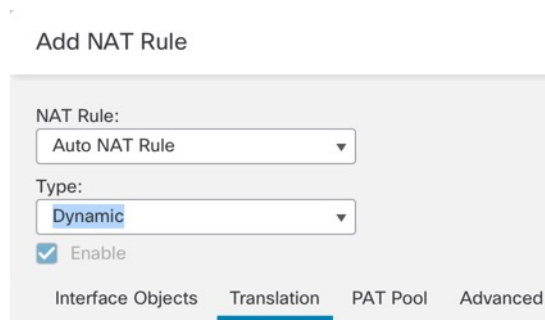 Add NAT Rule
NAT Rule:
Auto NAT Rule
Type:
Dynamic
Enable
Interface Objects Translation PAT Pool Advanced